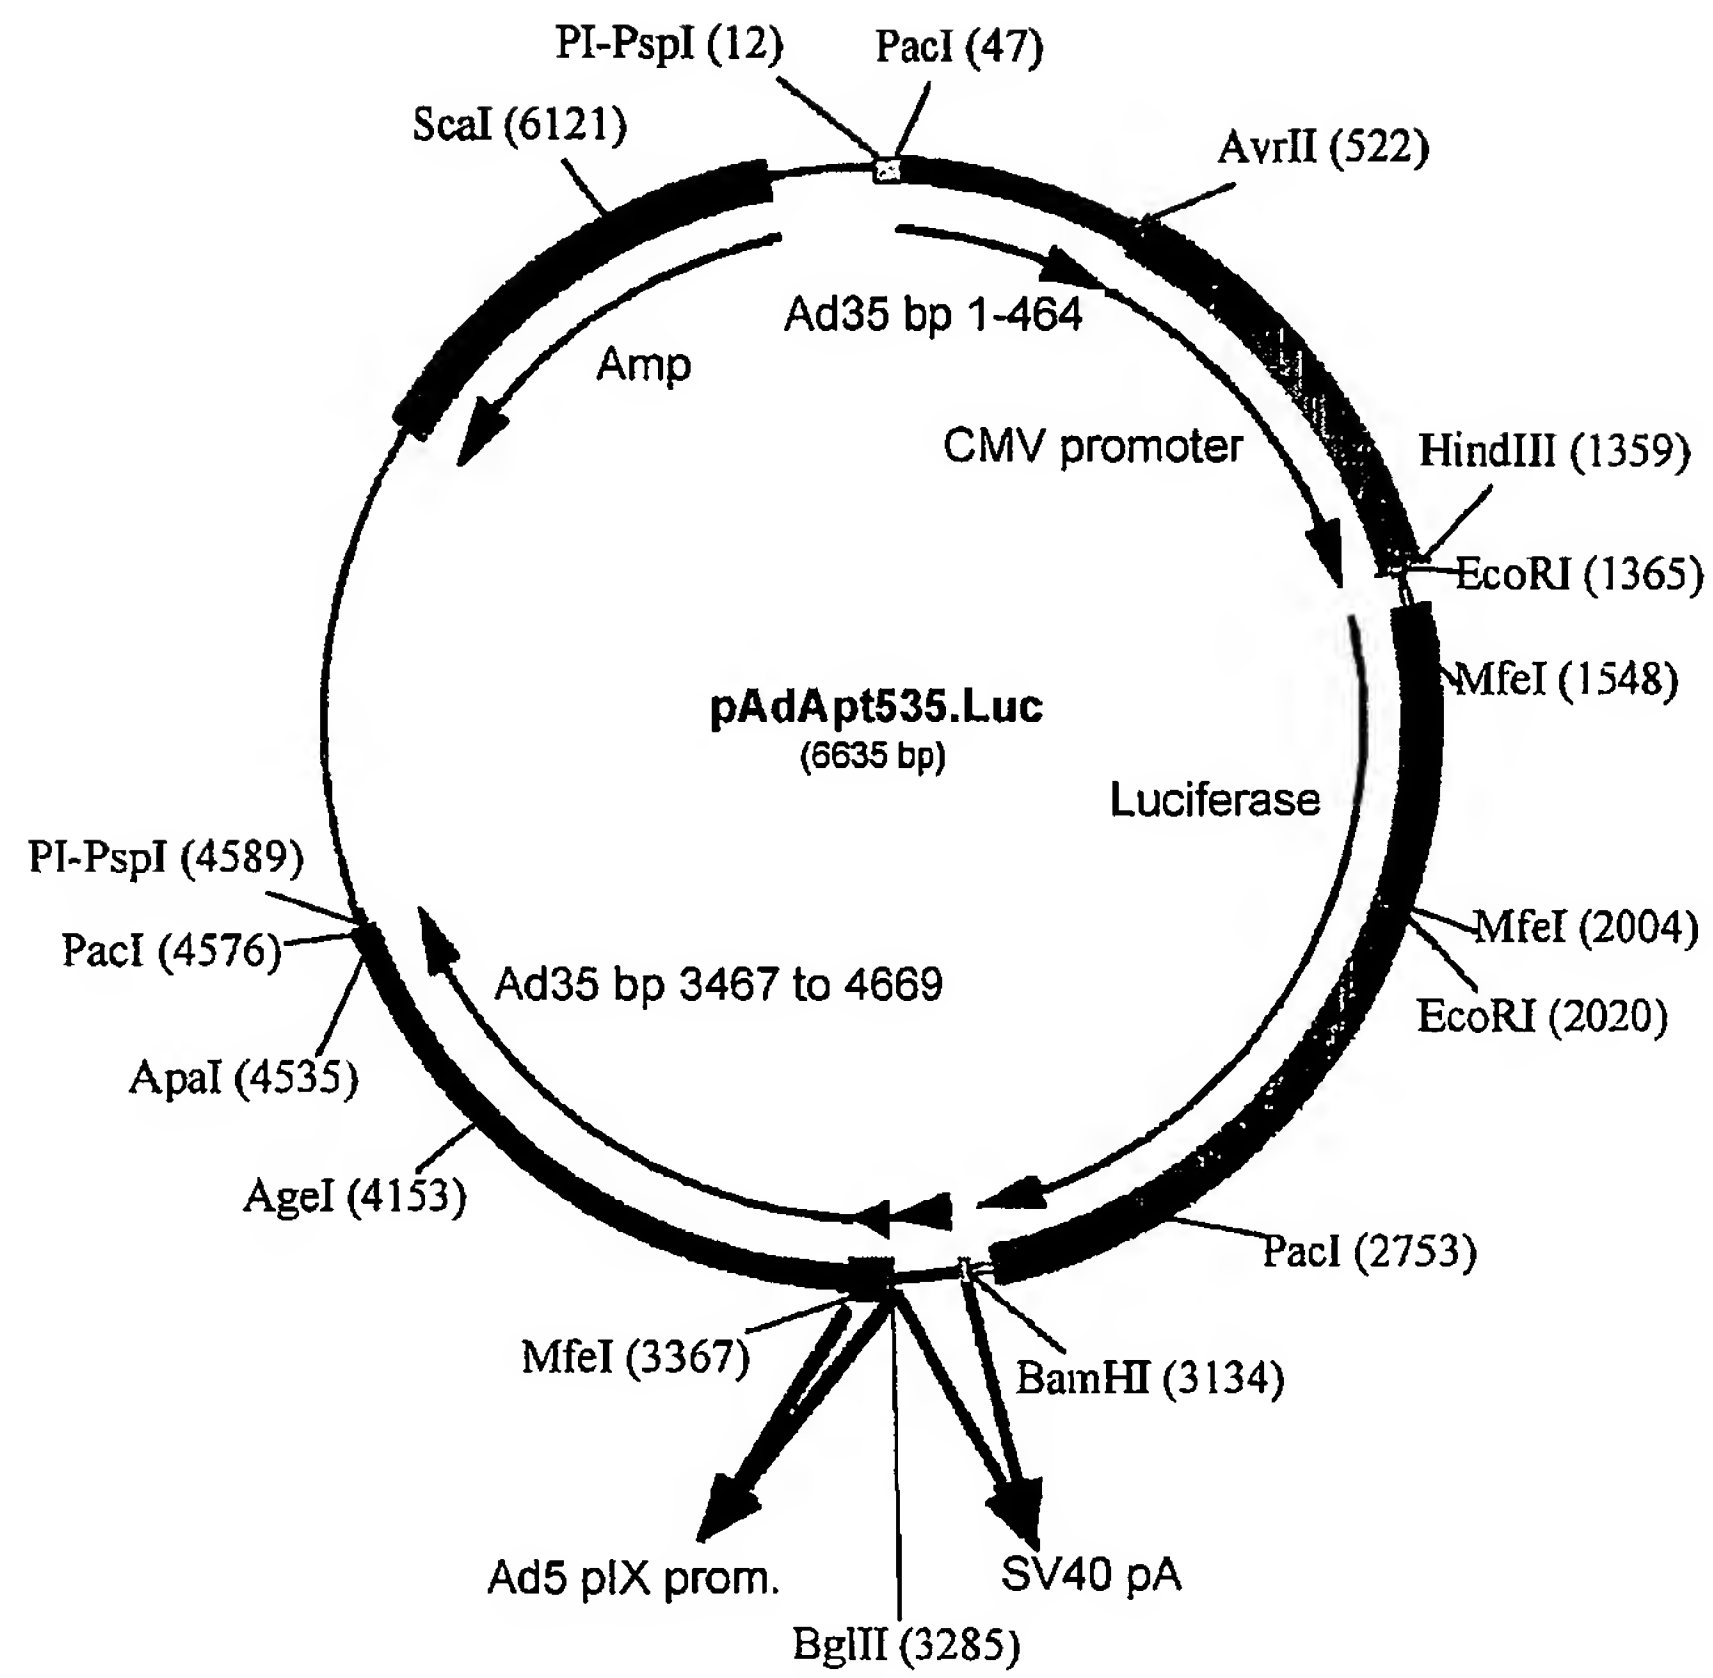 PI-PspI (12)
PacI (47)
ScaI (6121)
AvrII (522)
Ad35 bp 1-464
Amp
CMV promoter
HindIII (1359)
EcoRI (1365)
MfeI (1548)
pAdApt535.Luc
(6635 bp)
Luciferase
PI-PspI (4589)
PacI (4576)
MfeI (2004)
Ad35 bp 3467 to 4669
EcoRI (2020)
ApaI (4535)
AgeI (4153)
PacI (2753)
MfeI (3367)
BamHI (3134)
Ad5 pIX prom.
SV40 pA
BglII (3285)